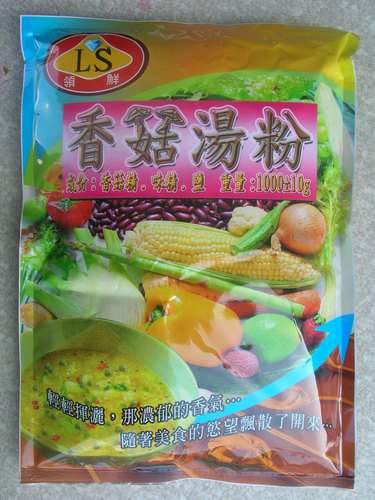 LS
領鮮
香菇湯粉
成分:香菇精.味精.鹽 重量:1000±10g
輕輕揮灑,那濃郁的香氣…
隨著美食的慾望飄散了開來…